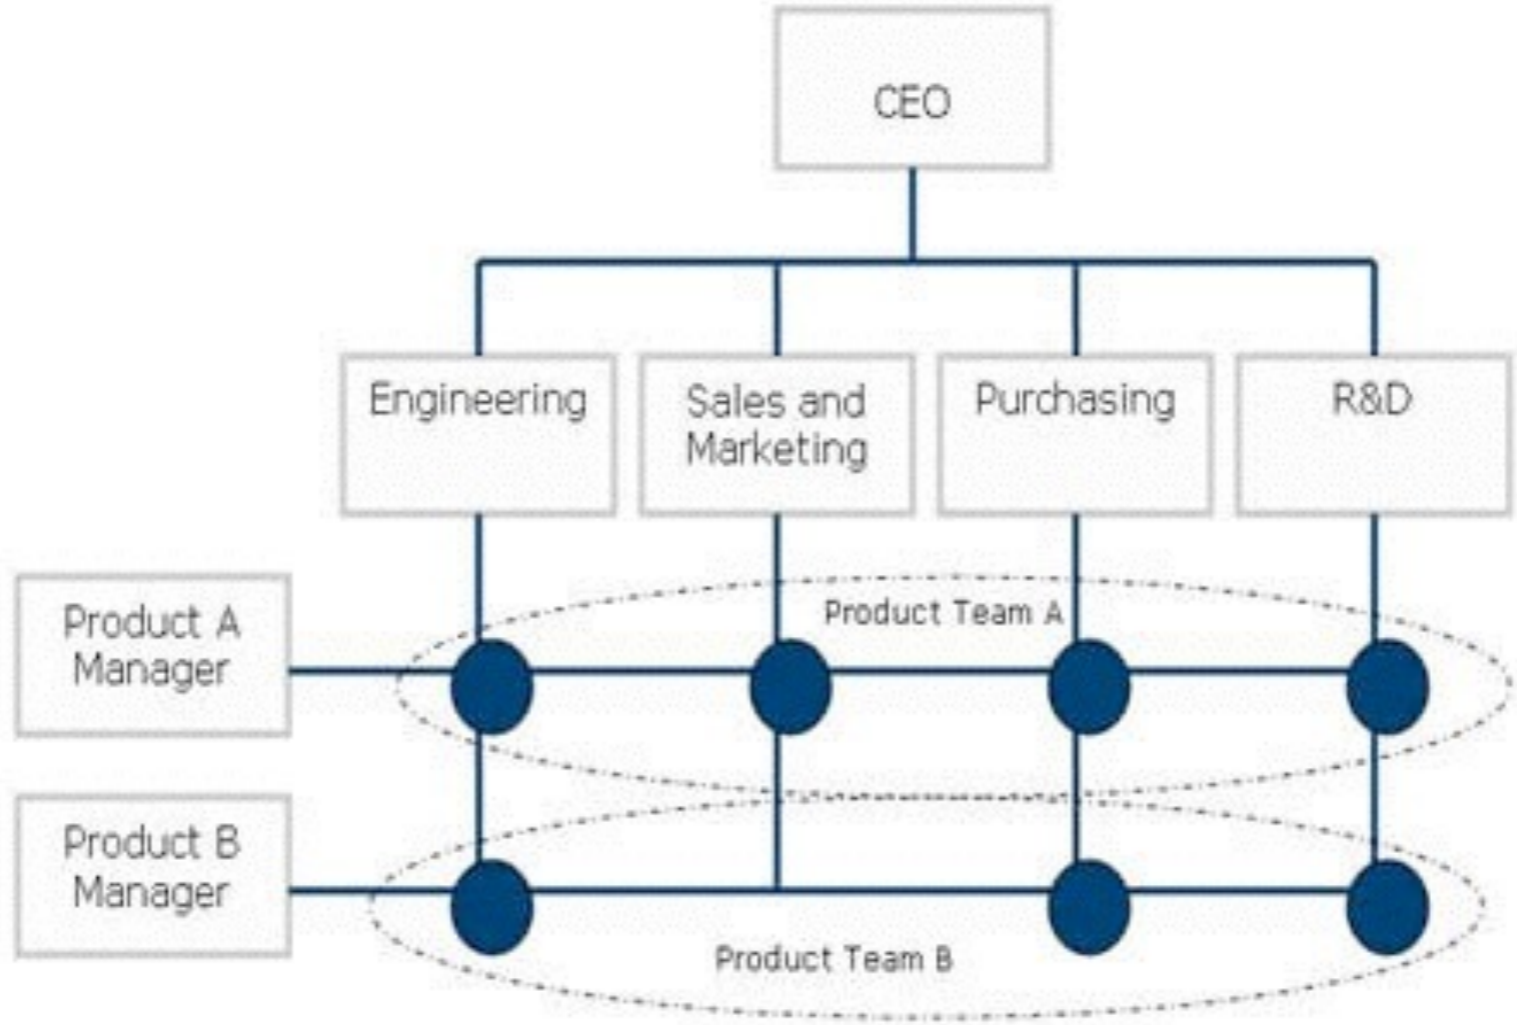 CEO
Engineering
Sales and
Marketing
Purchasing
R&D
Product A
Manager
Product Team A
Product B
Manager
Product Team B